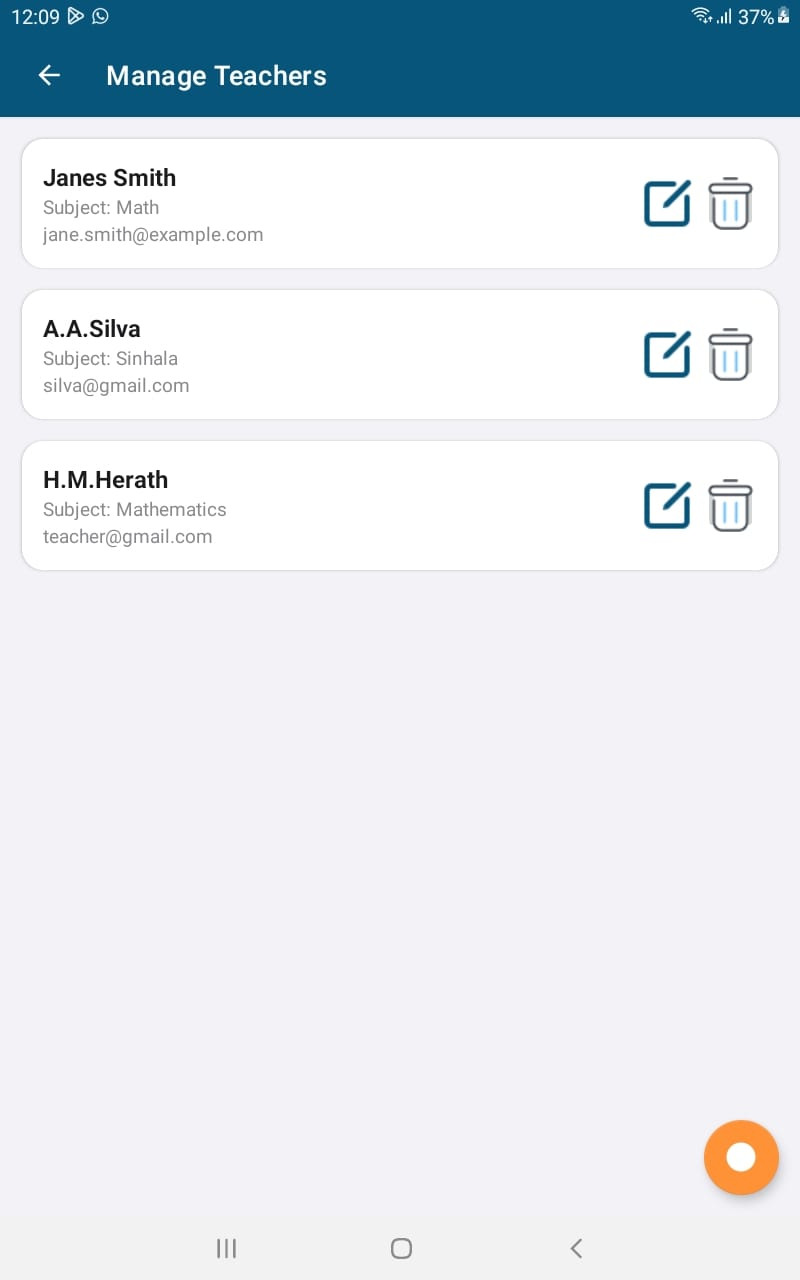 12:09
37%
Manage Teachers
Janes Smith
Subject: Math
jane.smith@example.com
A.A.Silva
Subject: Sinhala
silva@gmail.com
H.M.Herath
Subject: Mathematics
teacher@gmail.com